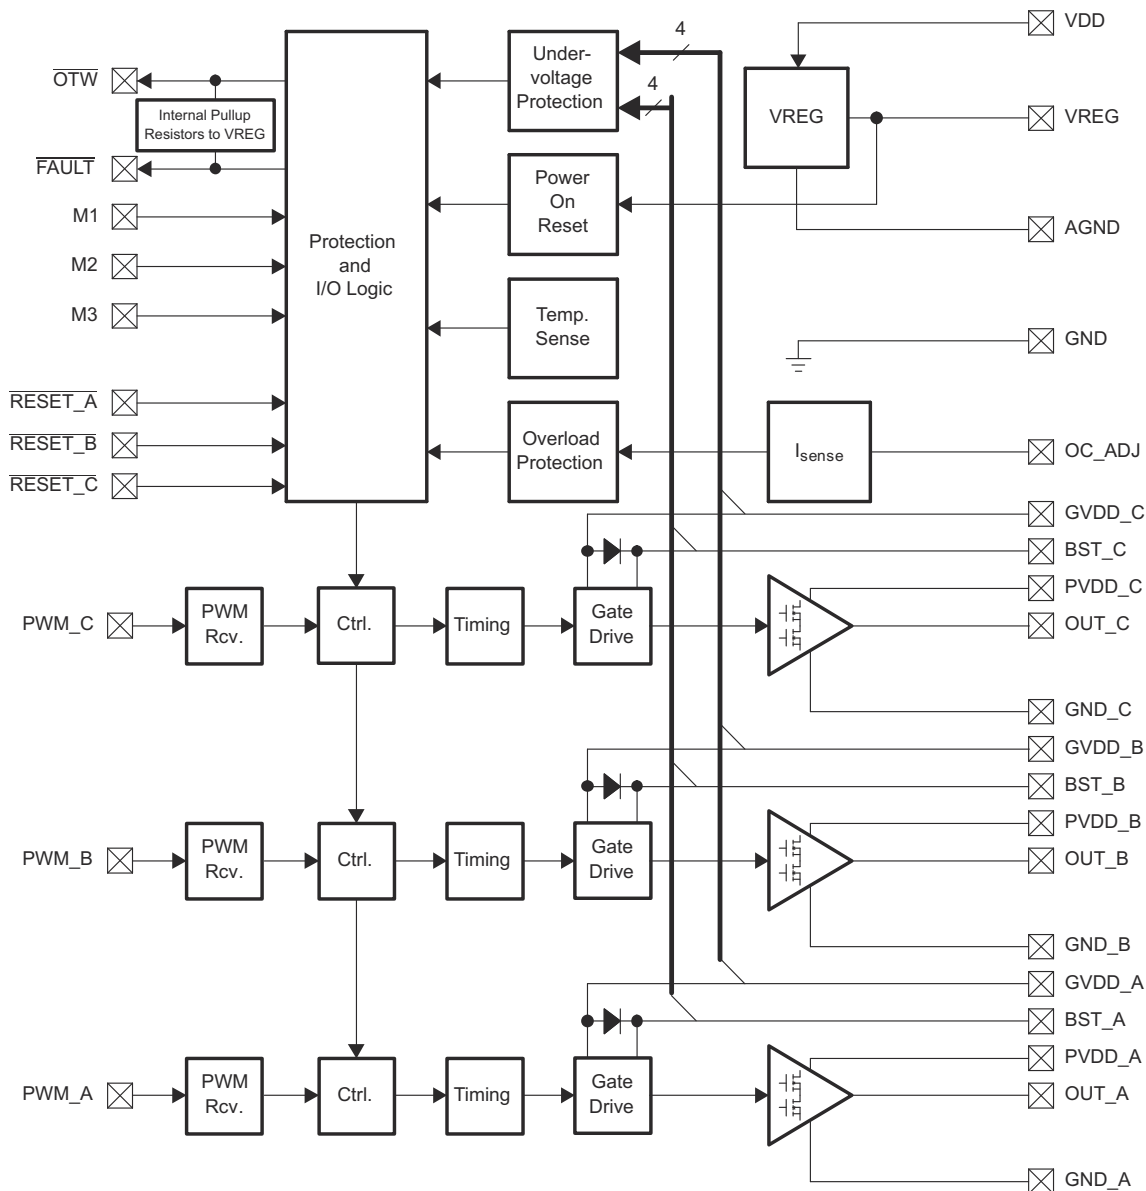 4
VDD
Under-
voltage
Protection
OTW
4
Internal Pullup
Resistors to VREG
VREG
VREG
FAULT
Power
On
Reset
M1
AGND
Protection
and
I/O Logic
M2
M3
Temp.
Sense
GND
RESET_A
RESET_B
Overload
Protection
Isense
OC_ADJ
RESET_C
GVDD_C
BST_C
PVDD_C
PWM_C
PWM
Rcv.
Ctrl.
Timing
Gate
Drive
OUT_C
GND_C
GVDD_B
BST_B
PVDD_B
PWM_B
PWM
Rcv.
Ctrl.
Timing
Gate
Drive
OUT_B
GND_B
GVDD_A
BST_A
PVDD_A
PWM_A
PWM
Rcv.
Ctrl.
Timing
Gate
Drive
OUT_A
GND_A